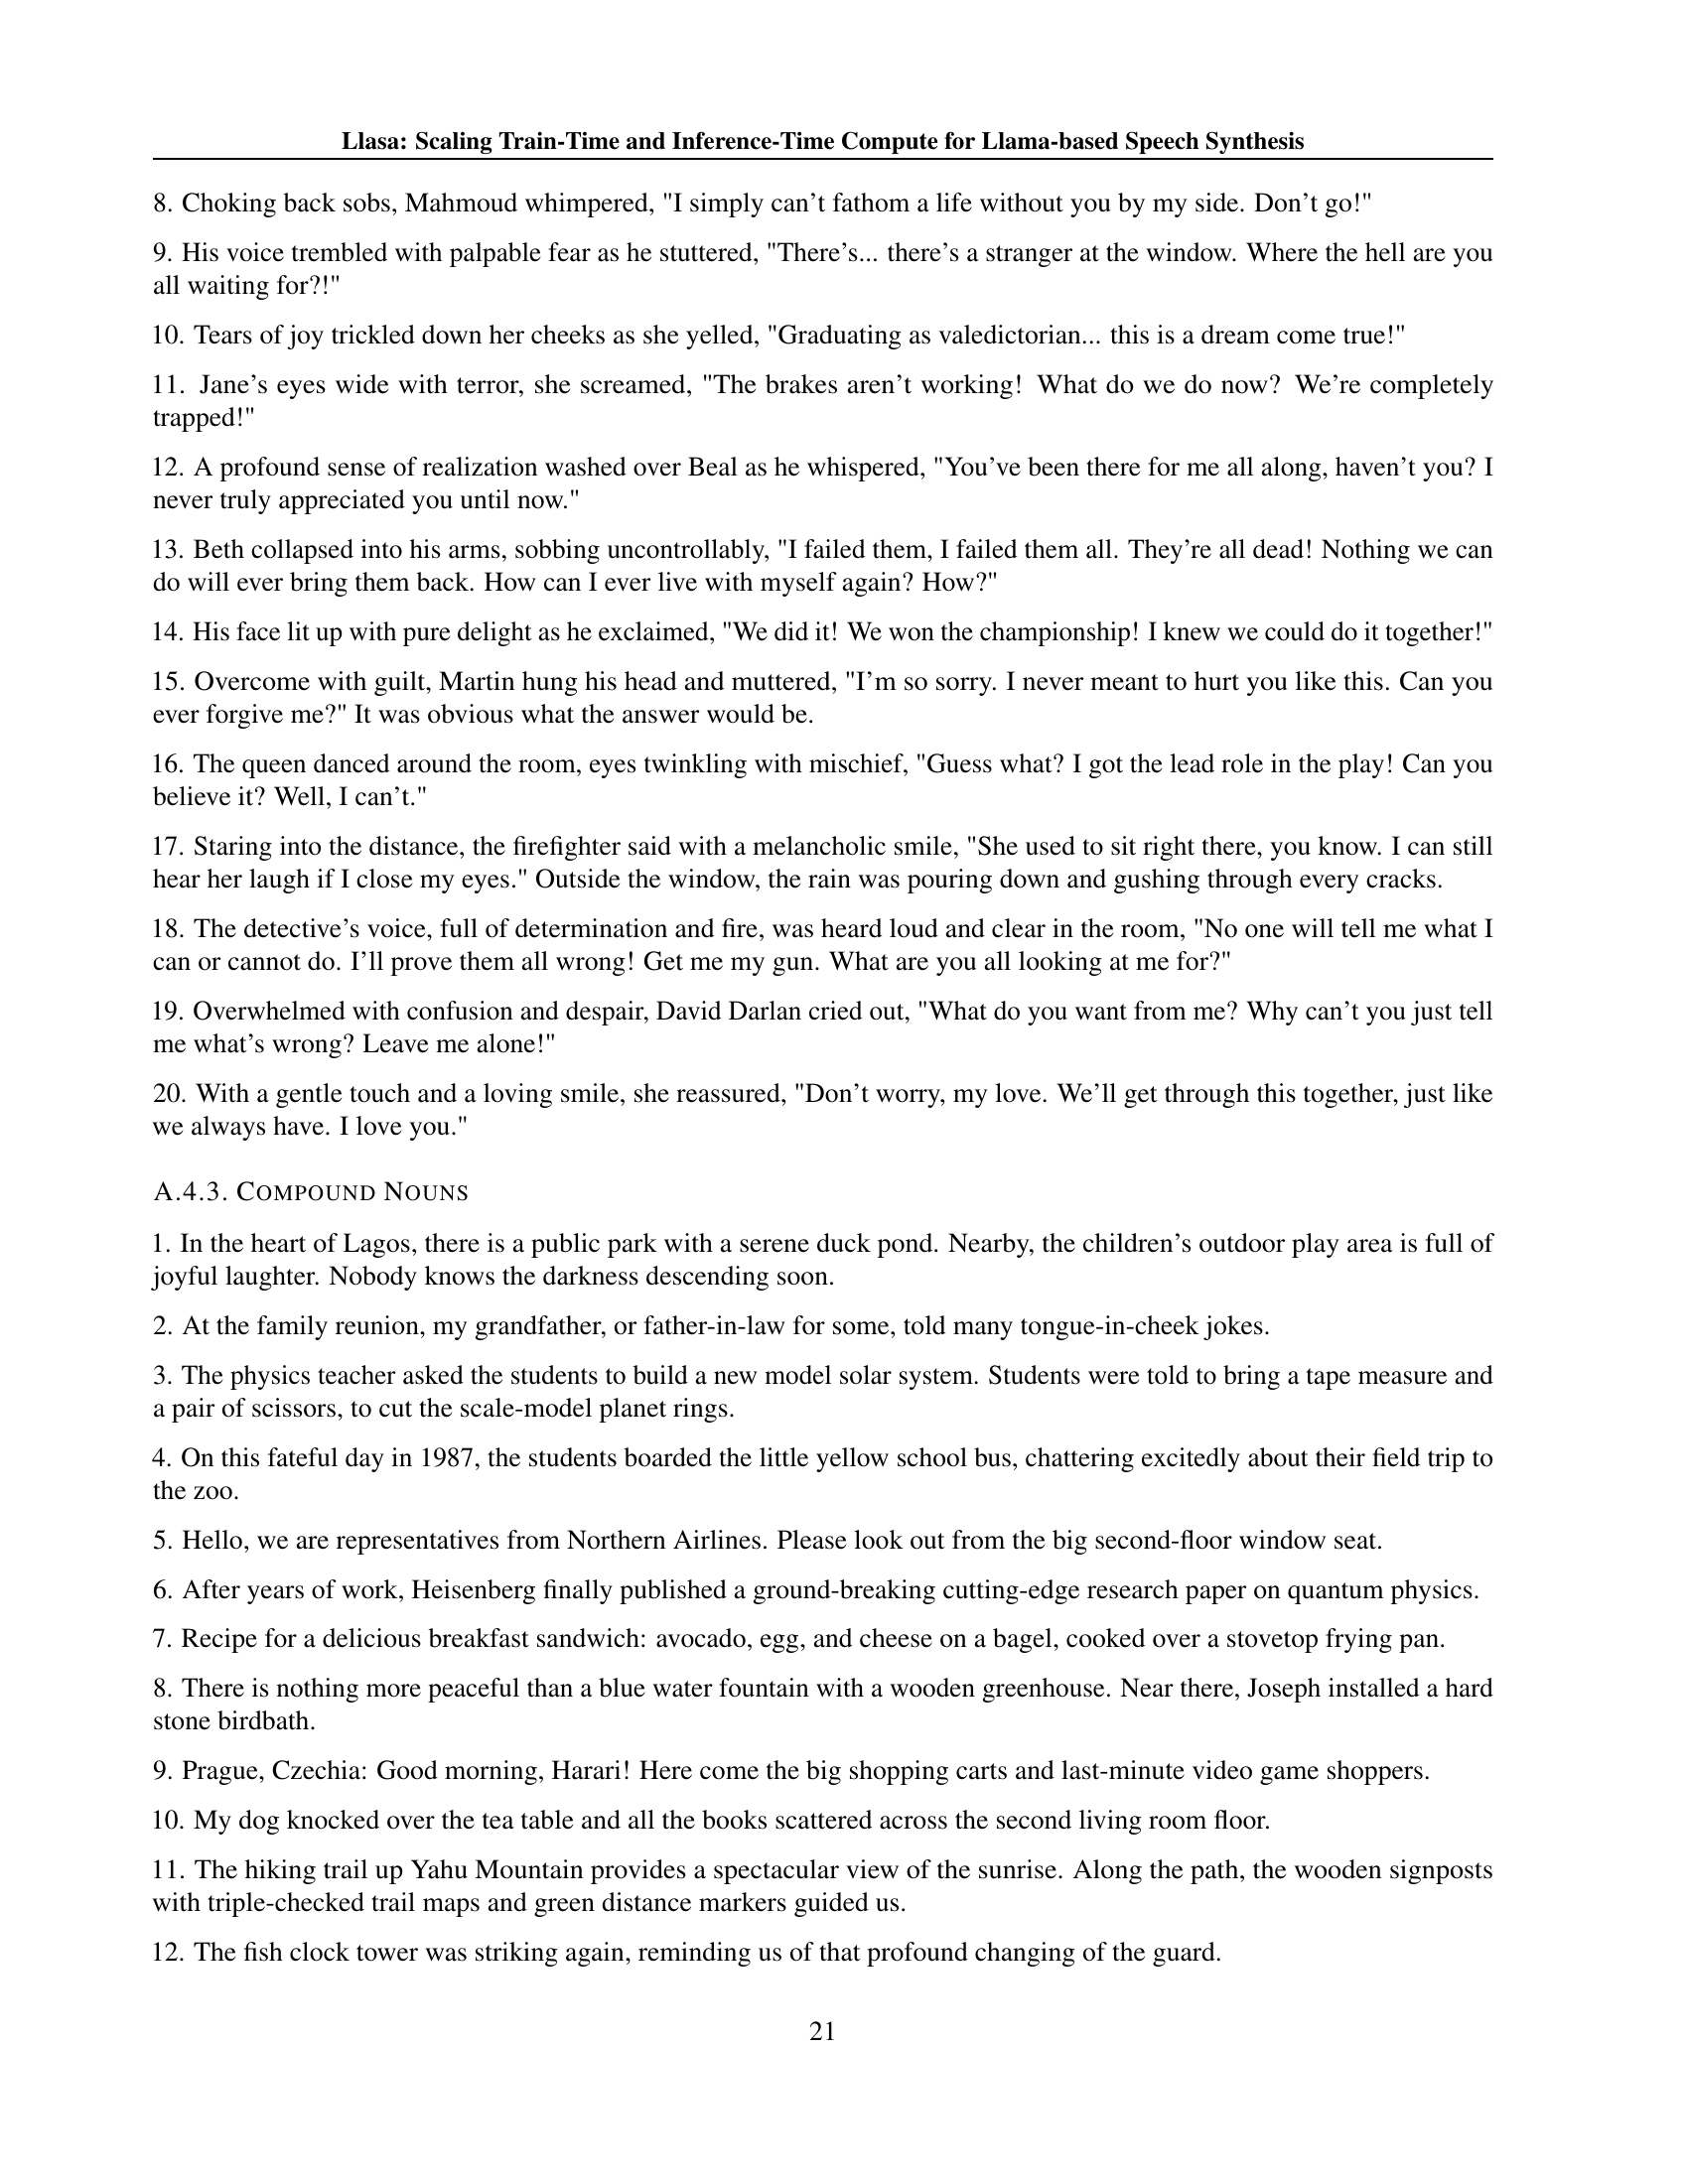 Llasa: Scaling Train-Time and Inference-Time Compute for Llama-based Speech Synthesis
8. Choking back sobs, Mahmoud whimpered, "I simply can't fathom a life without you by my side. Don't go!"
9. His voice trembled with palpable fear as he stuttered, "There's... there's a stranger at the window. Where the hell are you
all waiting for?!"
10. Tears of joy trickled down her cheeks as she yelled, "Graduating as valedictorian... this is a dream come true!"
11. Jane's eyes wide with terror, she screamed, "The brakes aren't working! What do we do now? We're completely
trapped!"
12. A profound sense of realization washed over Beal as he whispered, "You've been there for me all along, haven't you? I
never truly appreciated you until now."
13. Beth collapsed into his arms, sobbing uncontrollably, "I failed them, I failed them all. They're all dead! Nothing we can
do will ever bring them back. How can I ever live with myself again? How?"
14. His face lit up with pure delight as he exclaimed, "We did it! We won the championship! I knew we could do it together!"
15. Overcome with guilt, Martin hung his head and muttered, "I'm so sorry. I never meant to hurt you like this. Can you
ever forgive me?" It was obvious what the answer would be.
16. The queen danced around the room, eyes twinkling with mischief, "Guess what? I got the lead role in the play! Can you
believe it? Well, I can't."
17. Staring into the distance, the firefighter said with a melancholic smile, "She used to sit right there, you know. I can still
hear her laugh if I close my eyes." Outside the window, the rain was pouring down and gushing through every cracks.
18. The detective's voice, full of determination and fire, was heard loud and clear in the room, "No one will tell me what I
can or cannot do. I'll prove them all wrong! Get me my gun. What are you all looking at me for?"
19. Overwhelmed with confusion and despair, David Darlan cried out, "What do you want from me? Why can't you just tell
me what's wrong? Leave me alone!"
20. With a gentle touch and a loving smile, she reassured, "Don't worry, my love. We'll get through this together, just like
we always have. I love you."
A.4.3. COMPOUND NOUNS
1. In the heart of Lagos, there is a public park with a serene duck pond. Nearby, the children's outdoor play area is full of
joyful laughter. Nobody knows the darkness descending soon.
2. At the family reunion, my grandfather, or father-in-law for some, told many tongue-in-cheek jokes.
3. The physics teacher asked the students to build a new model solar system. Students were told to bring a tape measure and
a pair of scissors, to cut the scale-model planet rings.
4. On this fateful day in 1987, the students boarded the little yellow school bus, chattering excitedly about their field trip to
the zoo.
5. Hello, we are representatives from Northern Airlines. Please look out from the big second-floor window seat.
6. After years of work, Heisenberg finally published a ground-breaking cutting-edge research paper on quantum physics.
7. Recipe for a delicious breakfast sandwich: avocado, egg, and cheese on a bagel, cooked over a stovetop frying pan.
8. There is nothing more peaceful than a blue water fountain with a wooden greenhouse. Near there, Joseph installed a hard
stone birdbath.
9. Prague, Czechia: Good morning, Harari! Here come the big shopping carts and last-minute video game shoppers.
10. My dog knocked over the tea table and all the books scattered across the second living room floor.
11. The hiking trail up Yahu Mountain provides a spectacular view of the sunrise. Along the path, the wooden signposts
with triple-checked trail maps and green distance markers guided us.
12. The fish clock tower was striking again, reminding us of that profound changing of the guard.
21